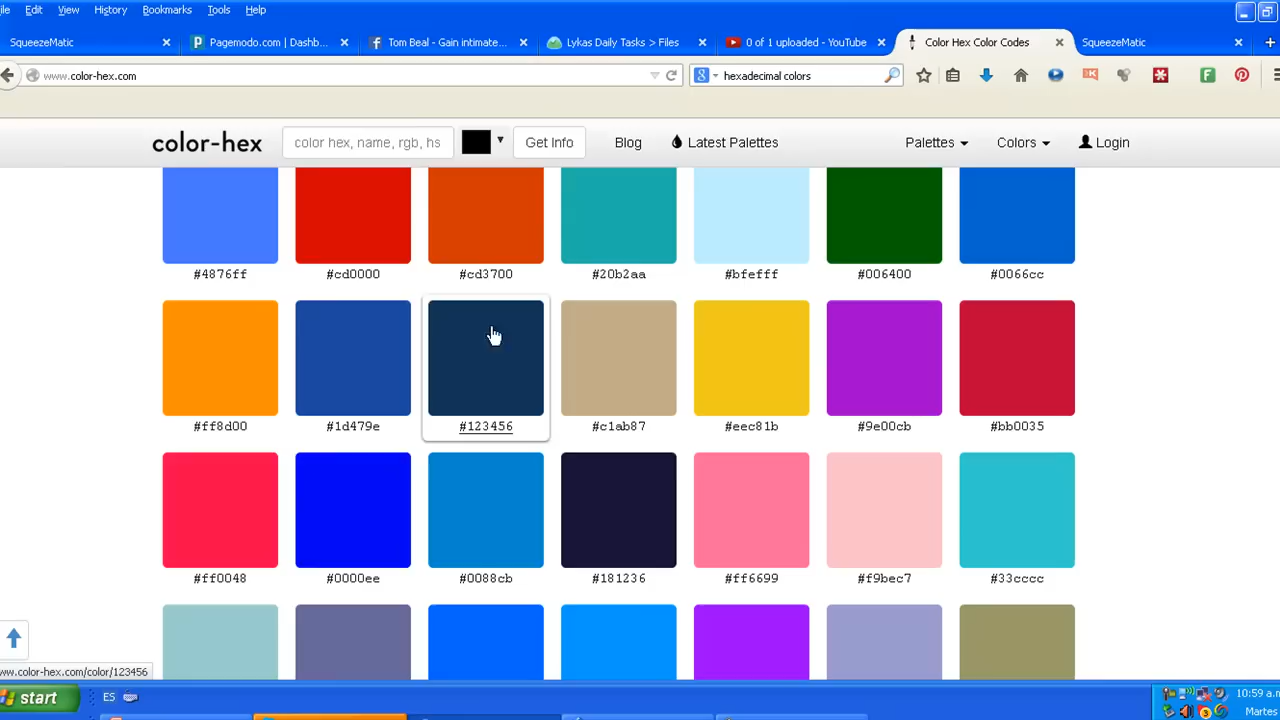 ile Edit View History Bookmarks Tools Help
SqueezeMatic × Pagemodo.com | Dashb... × Tom Beal - Gain intimate... × Lykas Daily Tasks > Files × 0 of 1 uploaded - YouTube × Color Hex Color Codes × SqueezeMatic × +
www.color-hex.com hexadecimal colors
color-hex color hex, name, rgb, hs Get Info Blog Latest Palettes Palettes Colors Login
#4876ff #cd0000 #cd3700 #20b2aa #bfefff #006400 #0066cc
#ff8d00 #1d479e #123456 #c1ab87 #eec81b #9e00cb #bb0035
#ff0048 #0000ee #0088cb #181236 #ff6699 #f9bec7 #33cccc
ww.color-hex.com/color/123456
start ES 10:59 a.n
Martes